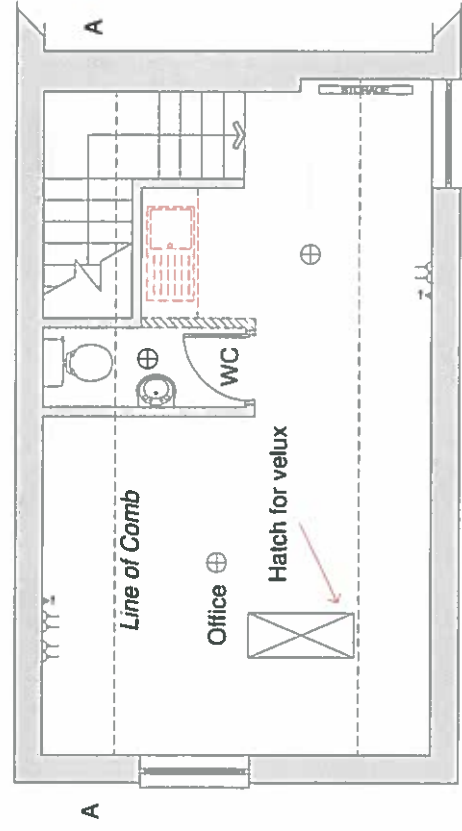 A
STORAGE
WC
Line of Comb
Hatch for velux
Office
A